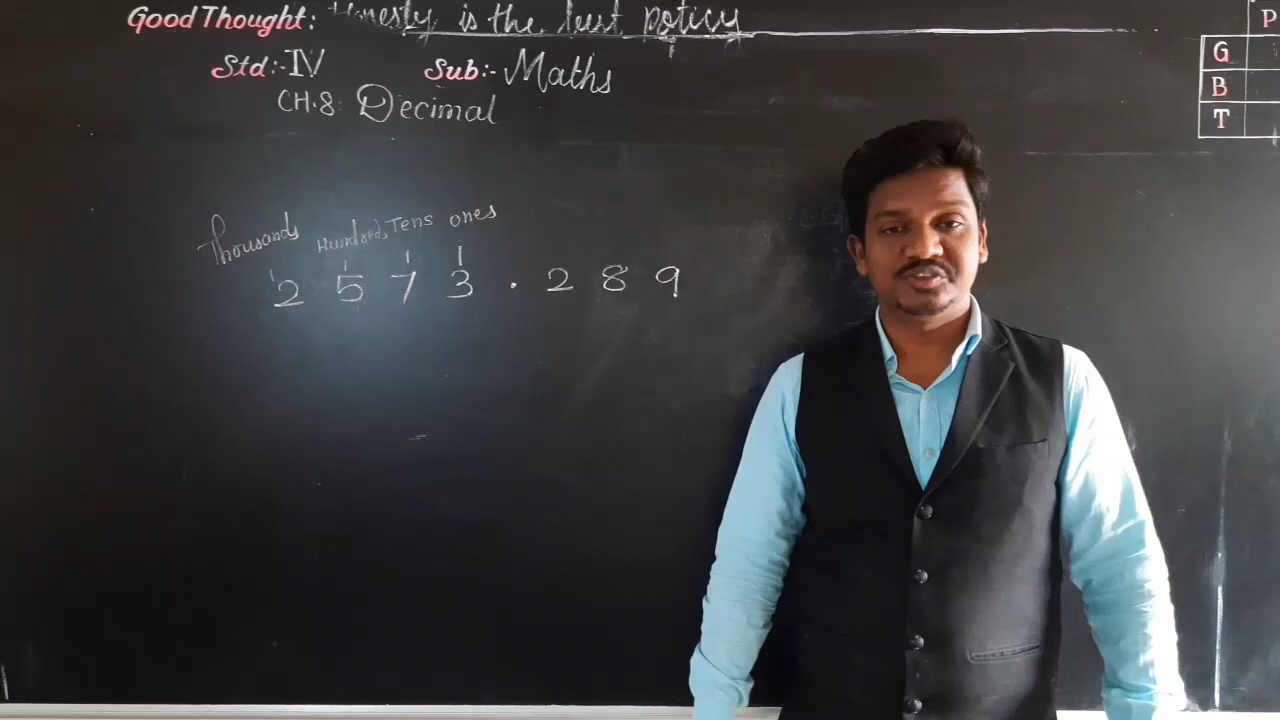 Good Thought: Honesty is the best policy
Std:- IV Sub:- Maths
CH.8: Decimal
Thousands Hundreds Tens ones
2 5 7 3 . 2 8 9
P
G
B
T